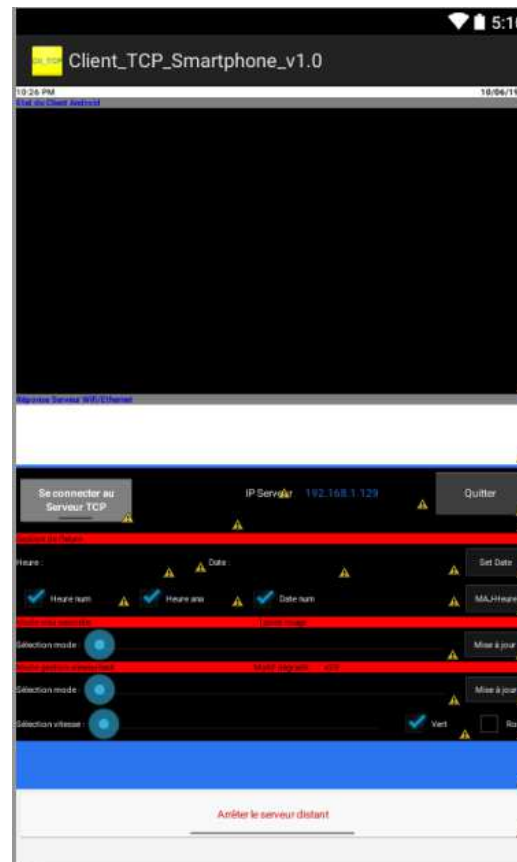 5:10
Client_TCP_Smartphone_v1.0
10:26 PM 10/06/19
Etat du Client Android
Réponse Serveur Wifi/Ethernet
Se connecter au
Serveur TCP
IP Serveur 192.168.1.129
Quitter
Heure : Date : Set Date
Heure num Heure ana Date num MAJHeure
Sélection mode : Mise à jour
Sélection mode : Mise à jour
Sélection vitesse : Vert
Arrêter le serveur distant